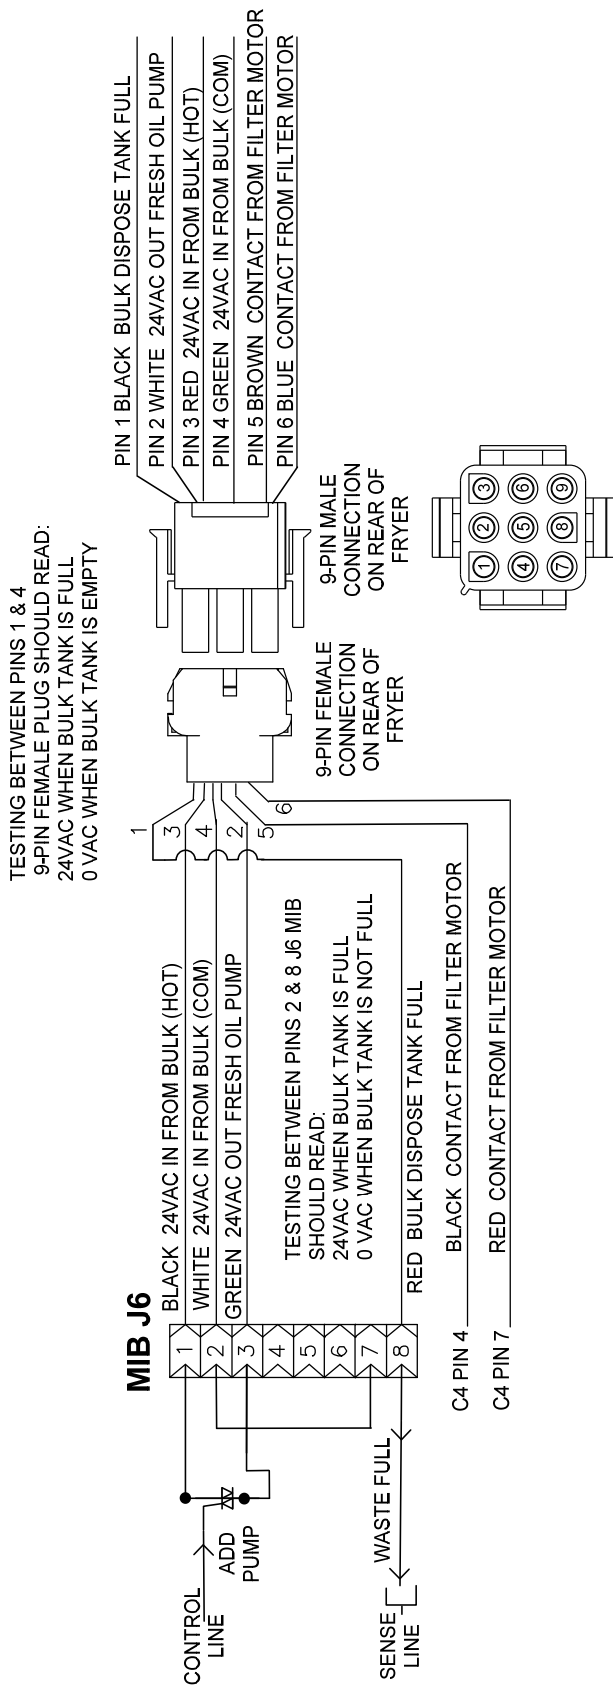 TESTING BETWEEN PINS 1 & 4
9-PIN FEMALE PLUG SHOULD READ:
24VAC WHEN BULK TANK IS FULL
0 VAC WHEN BULK TANK IS EMPTY
MIB J6
CONTROL
LINE
ADD
PUMP
WASTE FULL
SENSE
LINE
1
2
3
4
5
6
7
8
BLACK 24VAC IN FROM BULK (HOT)
WHITE 24VAC IN FROM BULK (COM)
GREEN 24VAC OUT FRESH OIL PUMP
TESTING BETWEEN PINS 2 & 8 J6 MIB
SHOULD READ:
24VAC WHEN BULK TANK IS FULL
0 VAC WHEN BULK TANK IS NOT FULL
RED BULK DISPOSE TANK FULL
C4 PIN 4
BLACK CONTACT FROM FILTER MOTOR
C4 PIN 7
RED CONTACT FROM FILTER MOTOR
1
3
4
2
5
6
9-PIN FEMALE
CONNECTION
ON REAR OF
FRYER
9-PIN MALE
CONNECTION
ON REAR OF
FRYER
PIN 1 BLACK BULK DISPOSE TANK FULL
PIN 2 WHITE 24VAC OUT FRESH OIL PUMP
PIN 3 RED 24VAC IN FROM BULK (HOT)
PIN 4 GREEN 24VAC IN FROM BULK (COM)
PIN 5 BROWN CONTACT FROM FILTER MOTOR
PIN 6 BLUE CONTACT FROM FILTER MOTOR
1 2 3
4 5 6
7 8 9